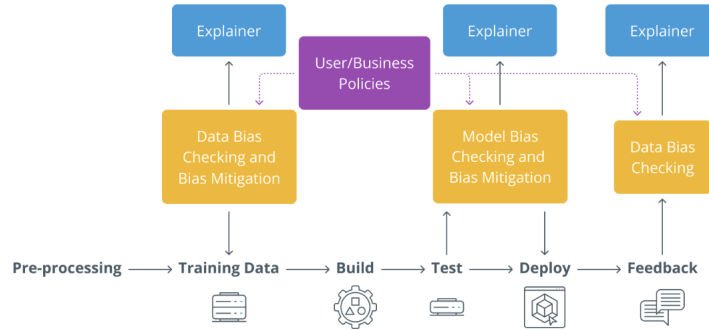 Explainer
Explainer
Explainer
User/Business
Policies
Data Bias
Checking and
Bias Mitigation
Model Bias
Checking and
Bias Mitigation
Data Bias
Checking
Pre-processing
Training Data
Build
Test
Deploy
Feedback